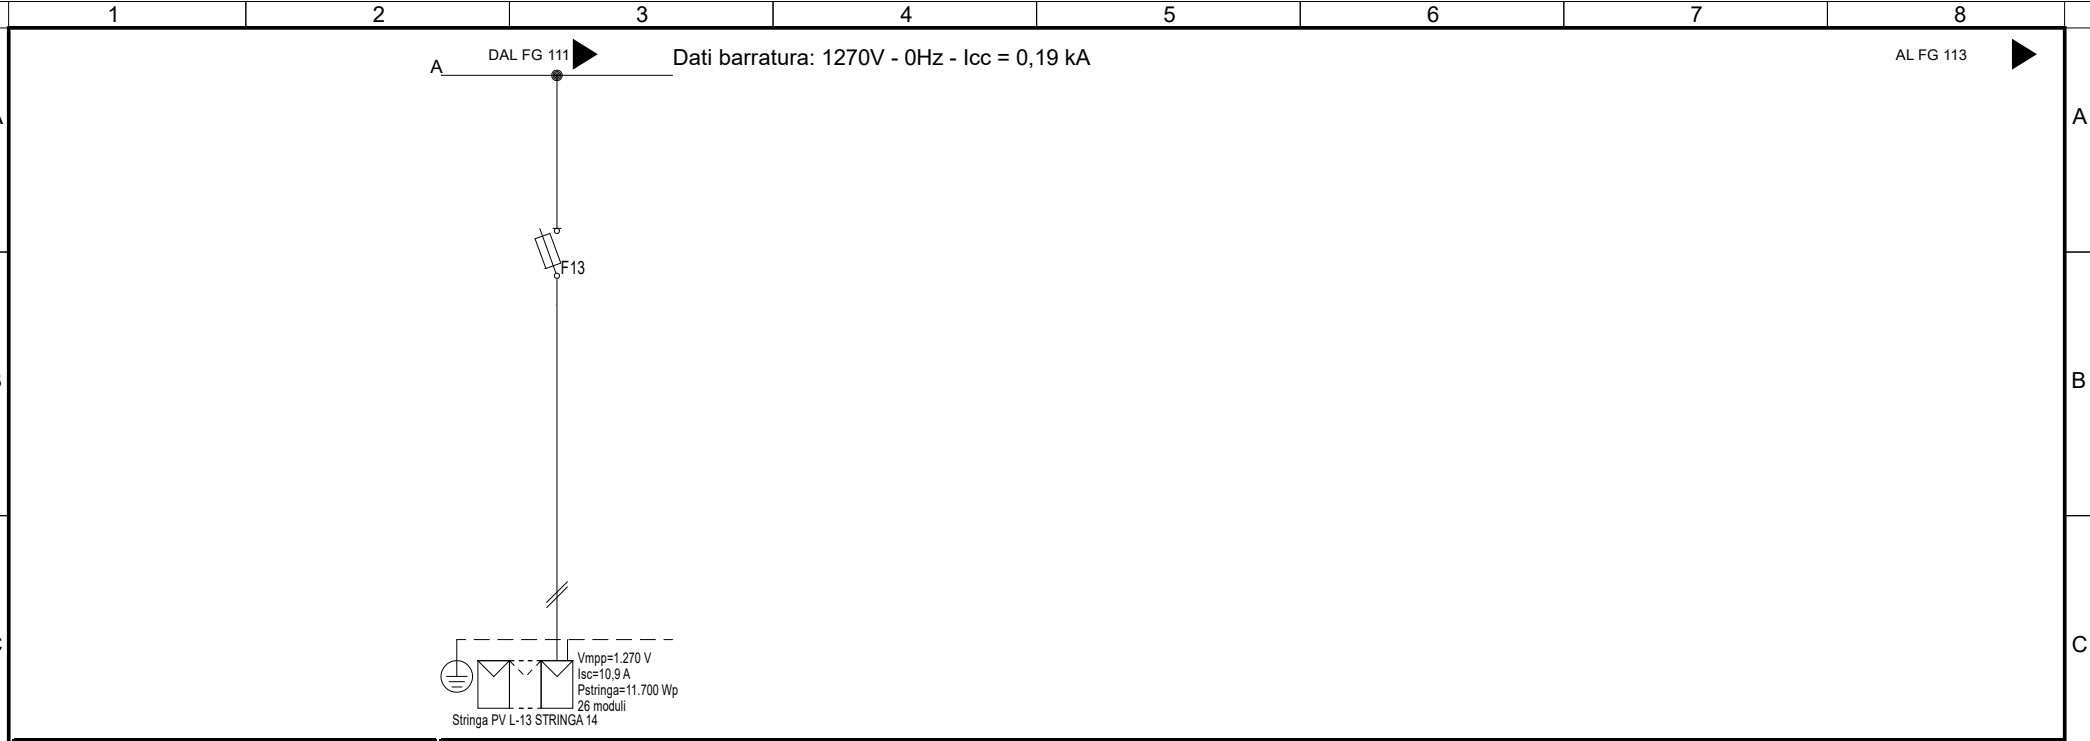 1 2 3 4 5 6 7 8
DAL FG 111
Dati barratura: 1270V - 0Hz - Icc = 0,19 kA
AL FG 113
A
A
F13
B
C
Vmpp=1.270 V
Isc=10,9 A
Pstringa=11.700 Wp
26 moduli
Stringa PV L-13 STRINGA 14